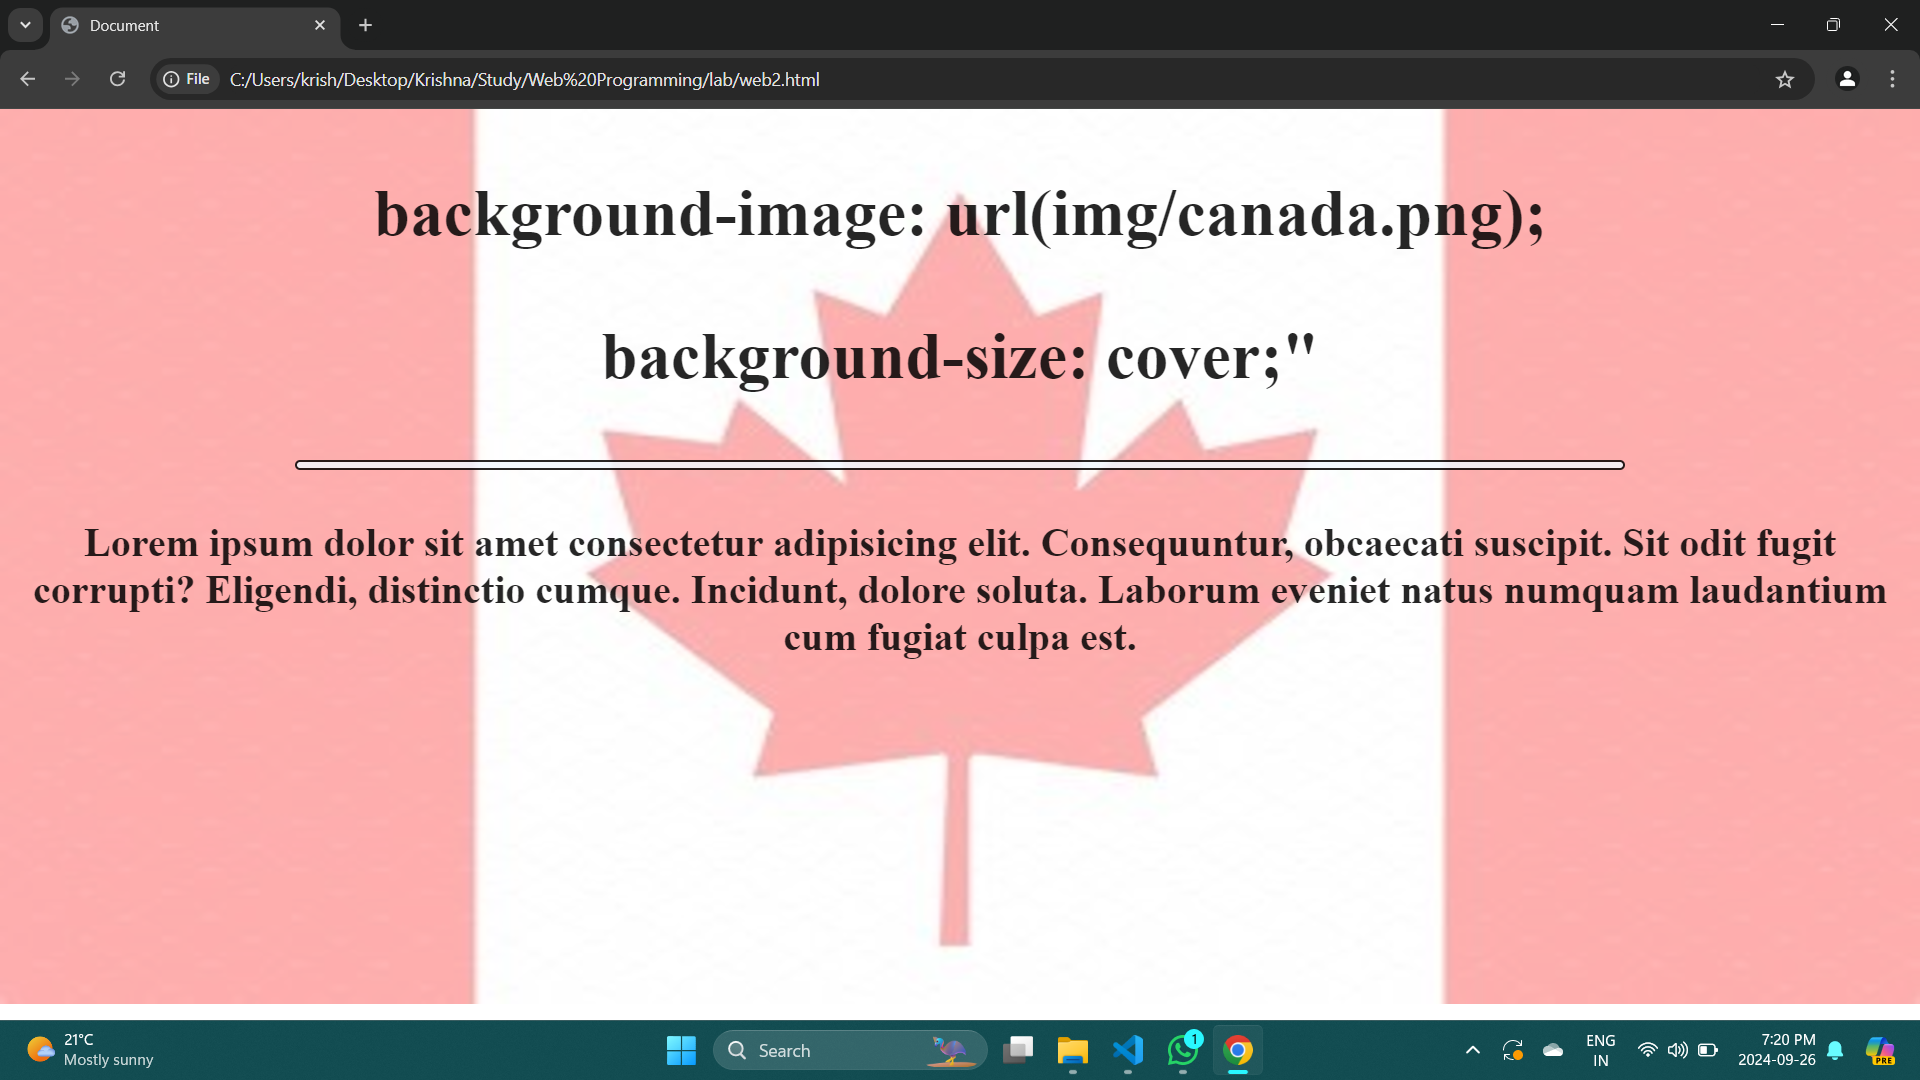 Document
File
C:/Users/krish/Desktop/Krishna/Study/Web%20Programming/lab/web2.html
background-image: url(img/canada.png);
background-size: cover;"
Lorem ipsum dolor sit amet consectetur adipisicing elit. Consequuntur, obcaecati suscipit. Sit odit fugit
corrupti? Eligendi, distinctio cumque. Incidunt, dolore soluta. Laborum eveniet natus numquam laudantium
cum fugiat culpa est.
21°C
Mostly sunny
Search
1
ENG
IN
7:20 PM
2024-09-26
PRE